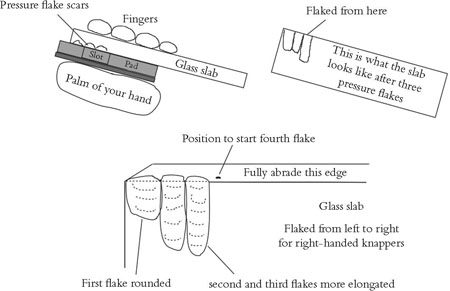 Pressure flake scars
Fingers
Slot
Pad
Glass slab
Palm of your hand
Flaked from here
This is what the slab
looks like after three
pressure flakes
Position to start fourth flake
Fully abrade this edge
Glass slab
Flaked from left to right
for right-handed knappers
First flake rounded
second and third flakes more elongated